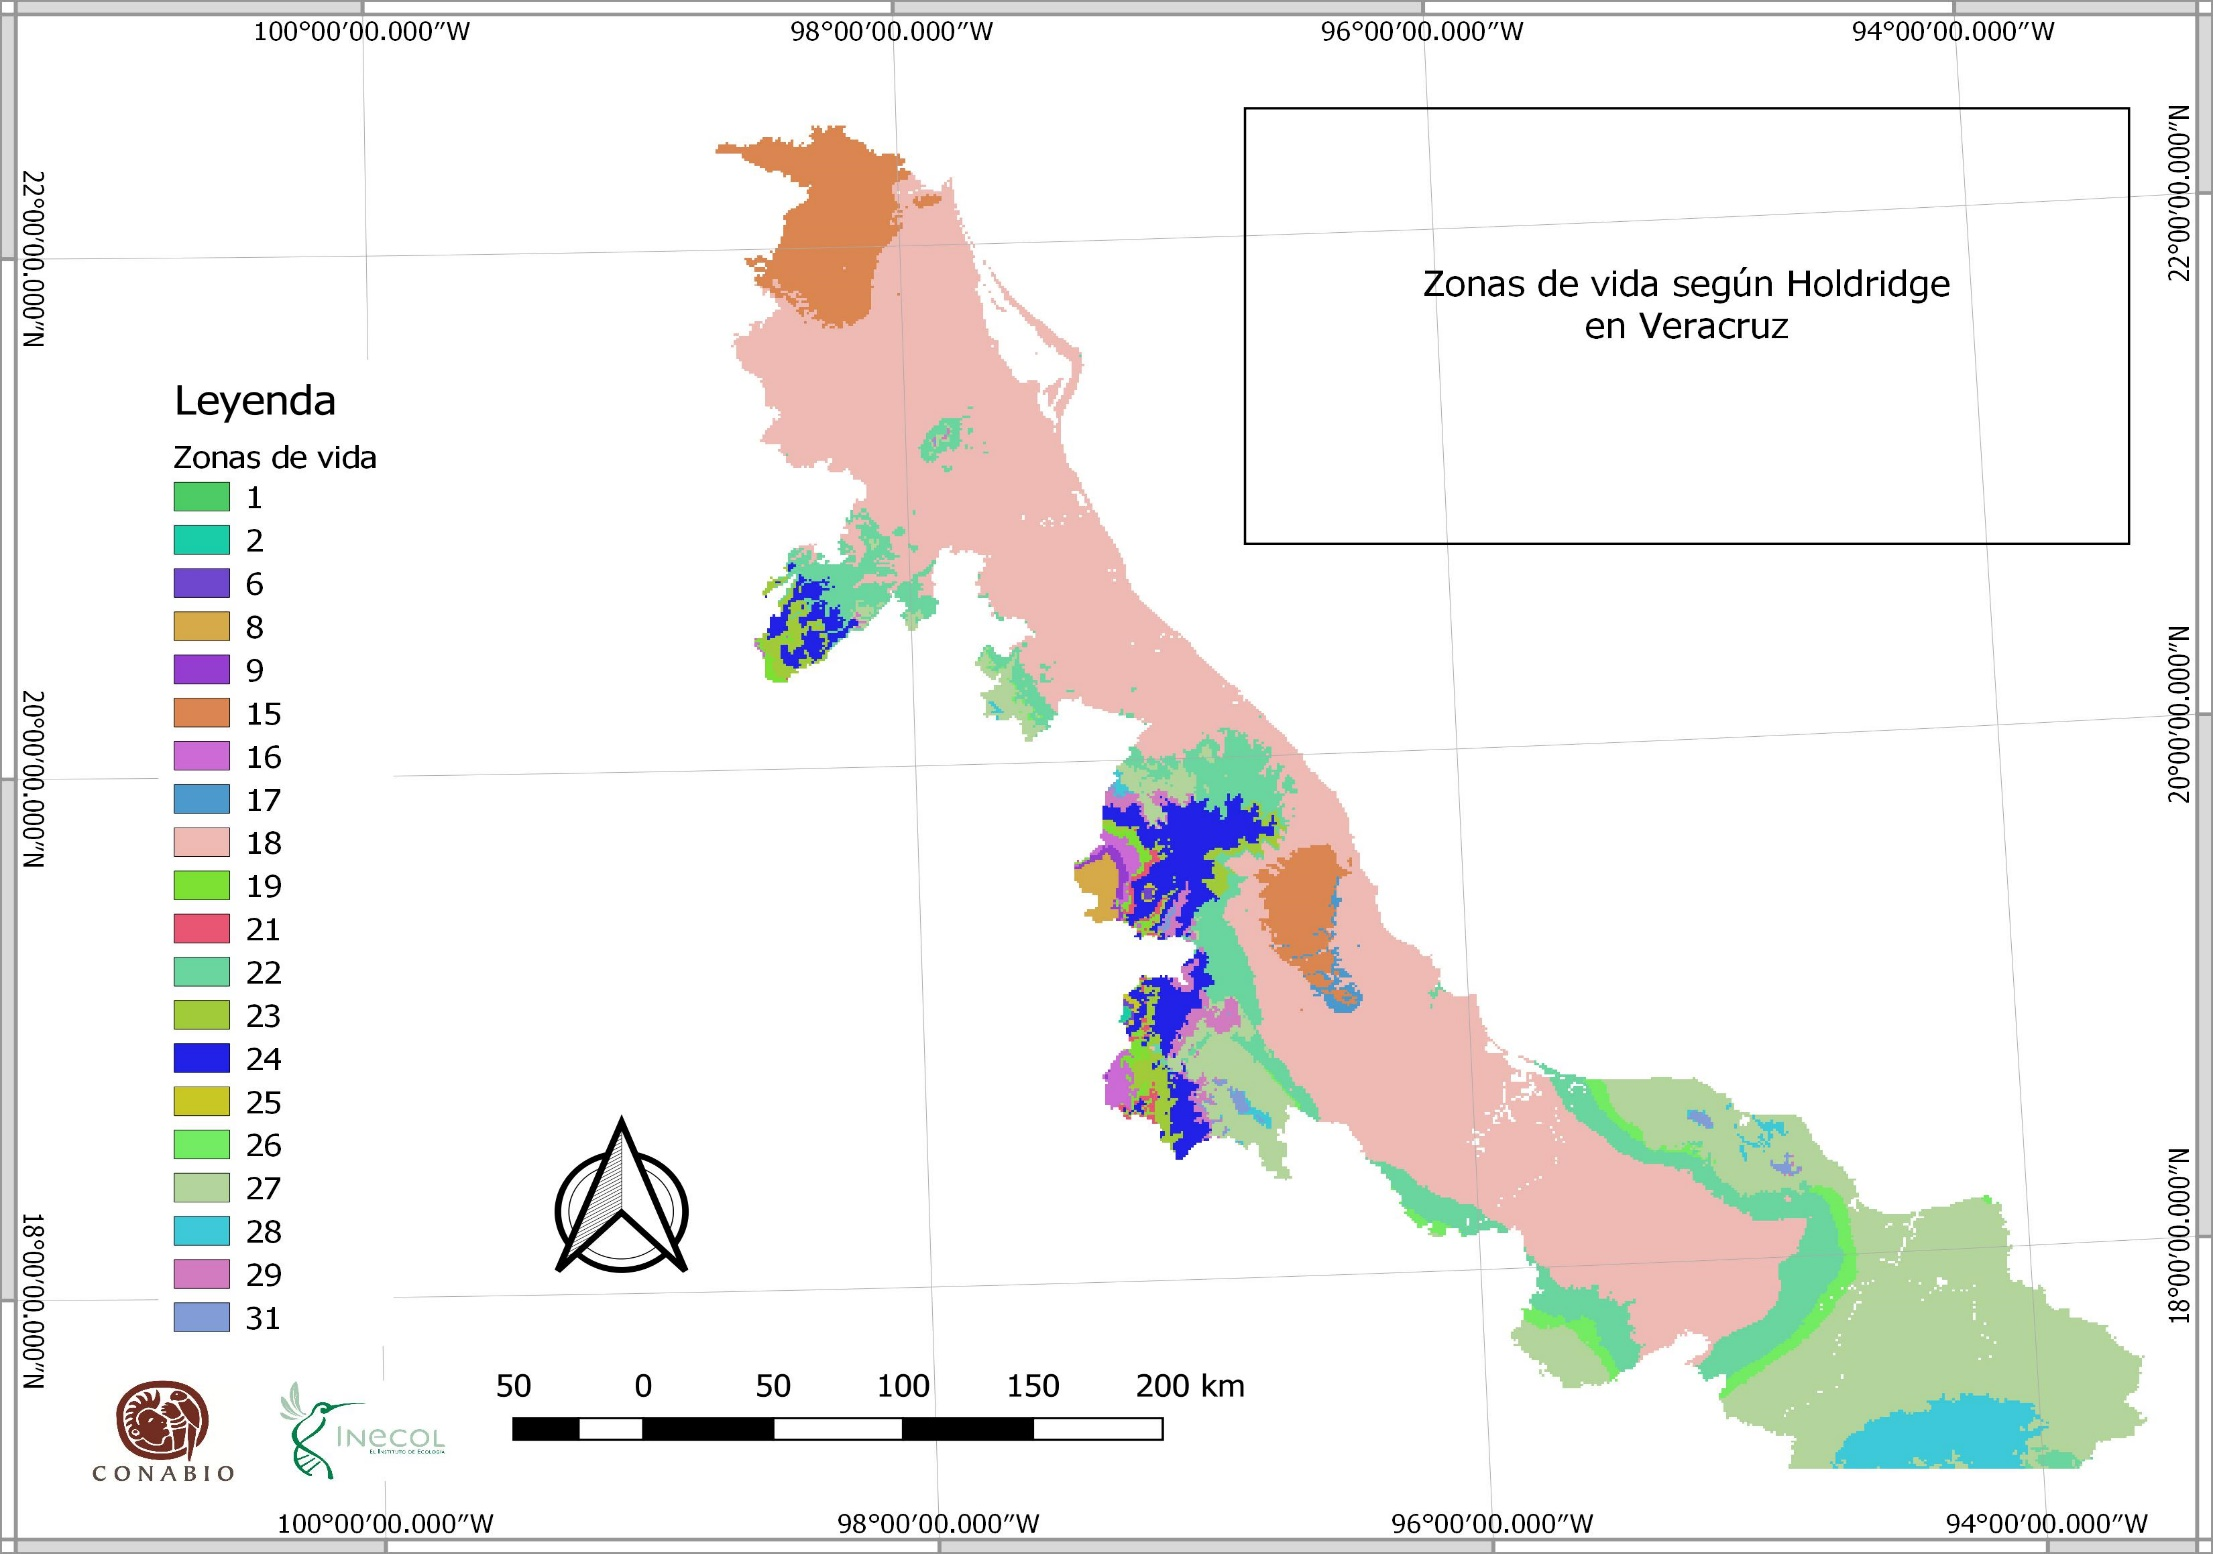 100°00′00.000″W
98°00′00.000″W
96°00′00.000″W
94°00′00.000″W
22°00′00.000″N
20°00′00.000″N
18°00′00.000″N
22°00′00.000″N
20°00′00.000″N
18°00′00.000″N
Zonas de vida según Holdridge
en Veracruz
Leyenda
Zonas de vida
1
2
6
8
9
15
16
17
18
19
21
22
23
24
25
26
27
28
29
31
50 0 50 100 150 200 km
CONABIO
INECOL
EL INSTITUTO DE ECOLOGÍA
100°00′00.000″W
98°00′00.000″W
96°00′00.000″W
94°00′00.000″W